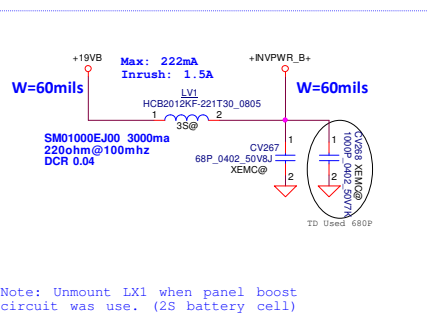 +19VB
Max: 222mA
Inrush: 1.5A
+INVPWR_B+
W=60mils
W=60mils
LV1
HCB2012KF-221T30_0805
1 2
3S@
SM01000EJ00 3000ma
220ohm@100mhz
DCR 0.04
CV267
68P_0402_50V8J
XEMC@
1
2
1
2
CV268 XEMC@
1000P_0402_50V7K
TD Used 680P
Note: Unmount LX1 when panel boost
circuit was use. (2S battery cell)